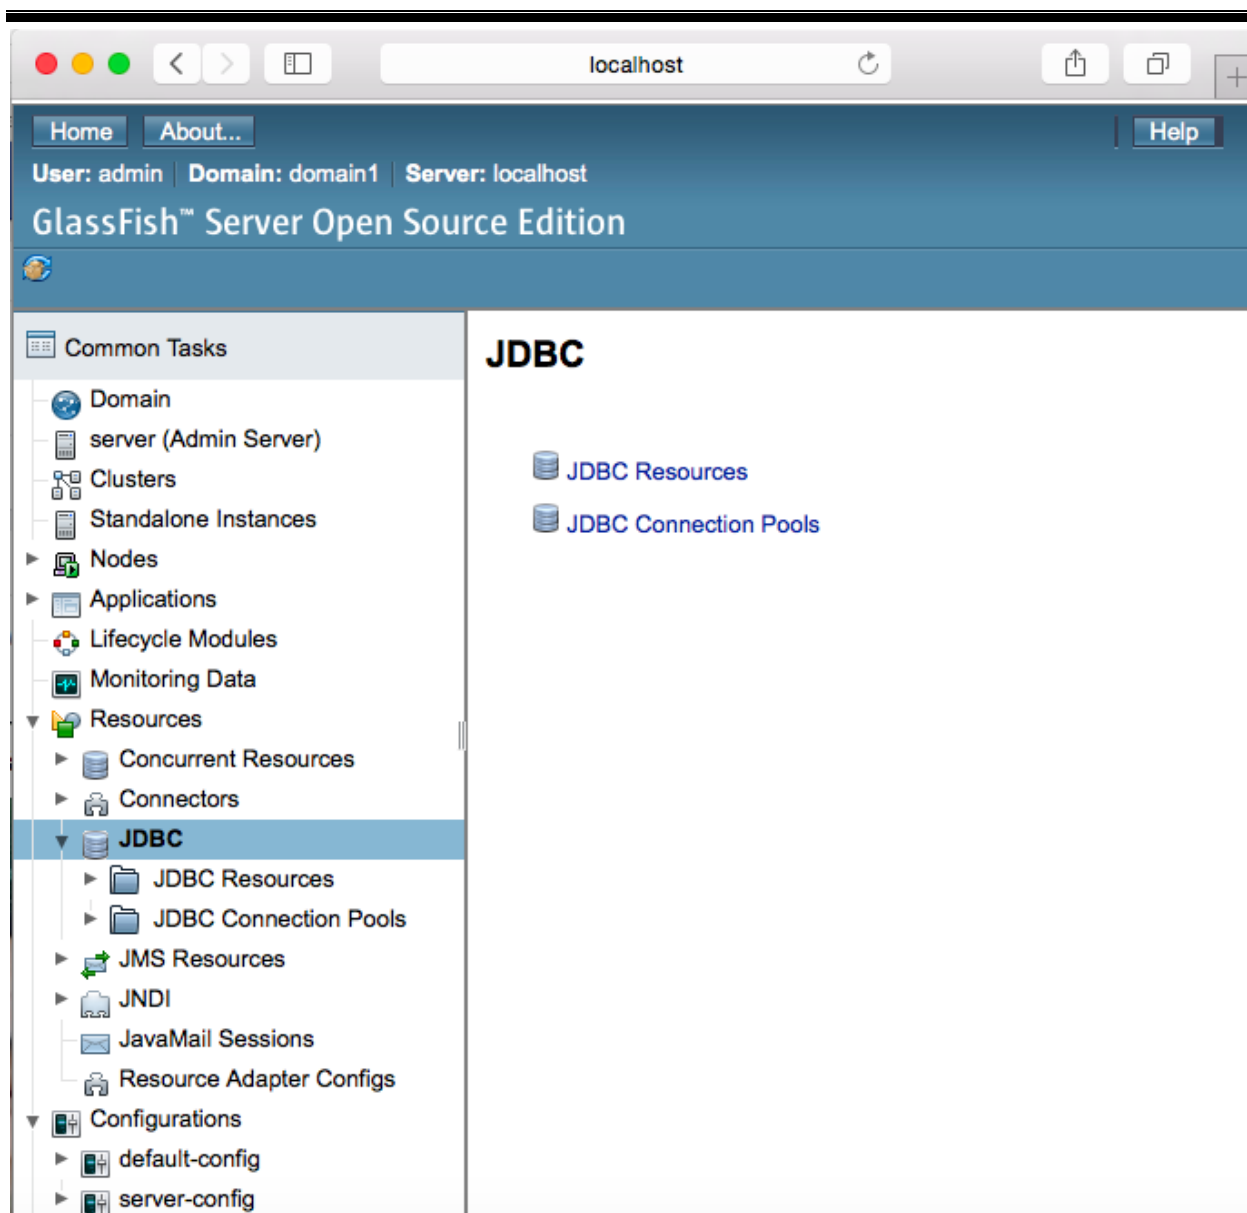 localhost
Home About... Help
User: admin Domain: domain1 Server: localhost
GlassFish™ Server Open Source Edition
Common Tasks
Domain
server (Admin Server)
Clusters
Standalone Instances
Nodes
Applications
Lifecycle Modules
Monitoring Data
Resources
Concurrent Resources
Connectors
JDBC
JDBC Resources
JDBC Connection Pools
JMS Resources
JNDI
JavaMail Sessions
Resource Adapter Configs
Configurations
default-config
server-config
JDBC
JDBC Resources
JDBC Connection Pools